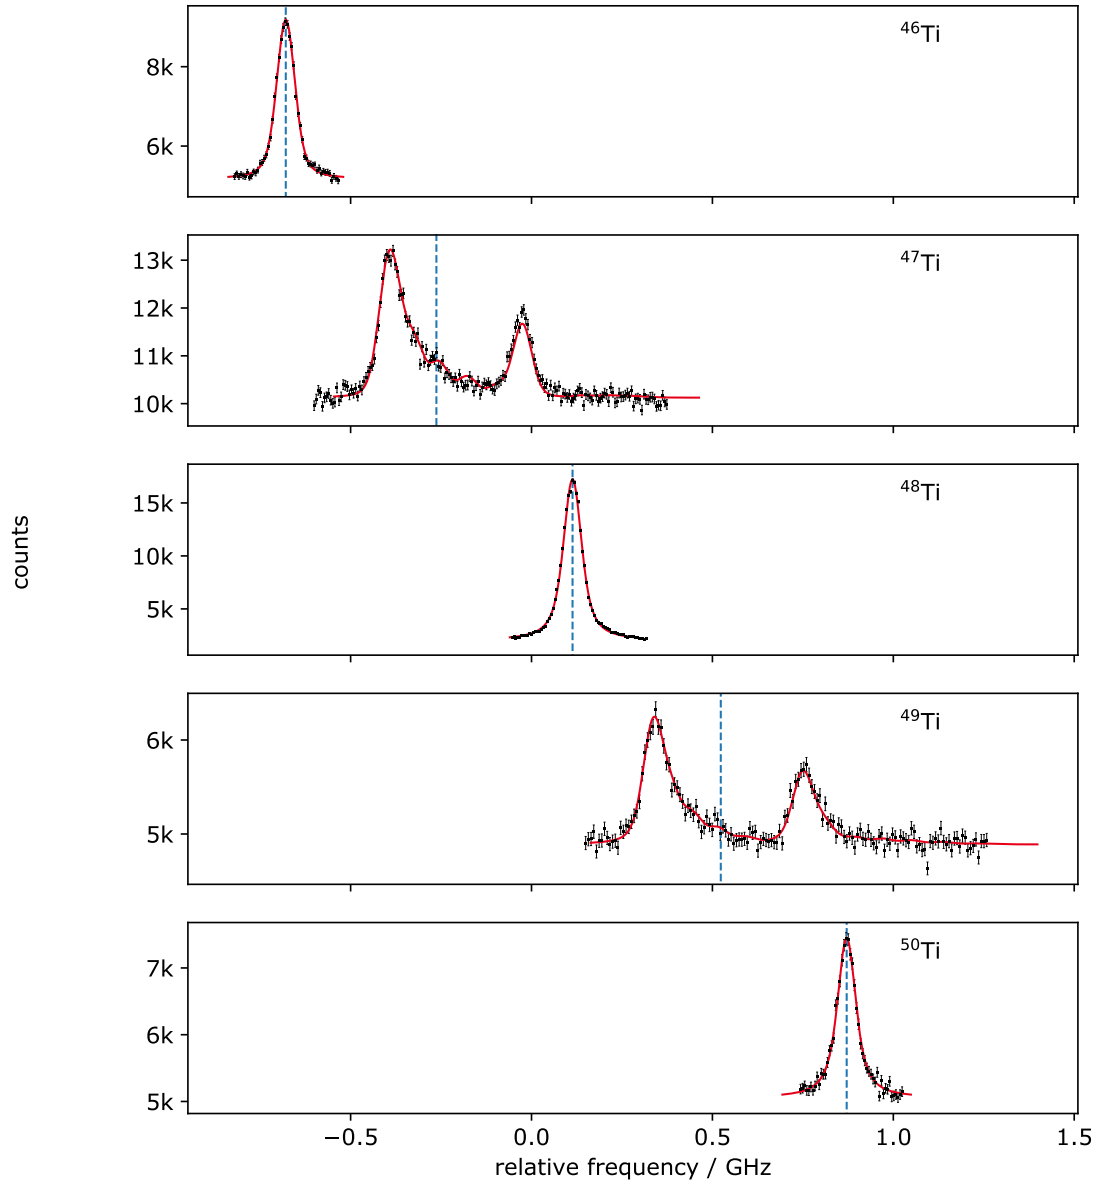 ⁴⁶Ti
8k
6k
⁴⁷Ti
13k
12k
11k
10k
⁴⁸Ti
15k
10k
5k
counts
⁴⁹Ti
6k
5k
⁵⁰Ti
7k
6k
5k
−0.5 0.0 0.5 1.0 1.5
relative frequency / GHz